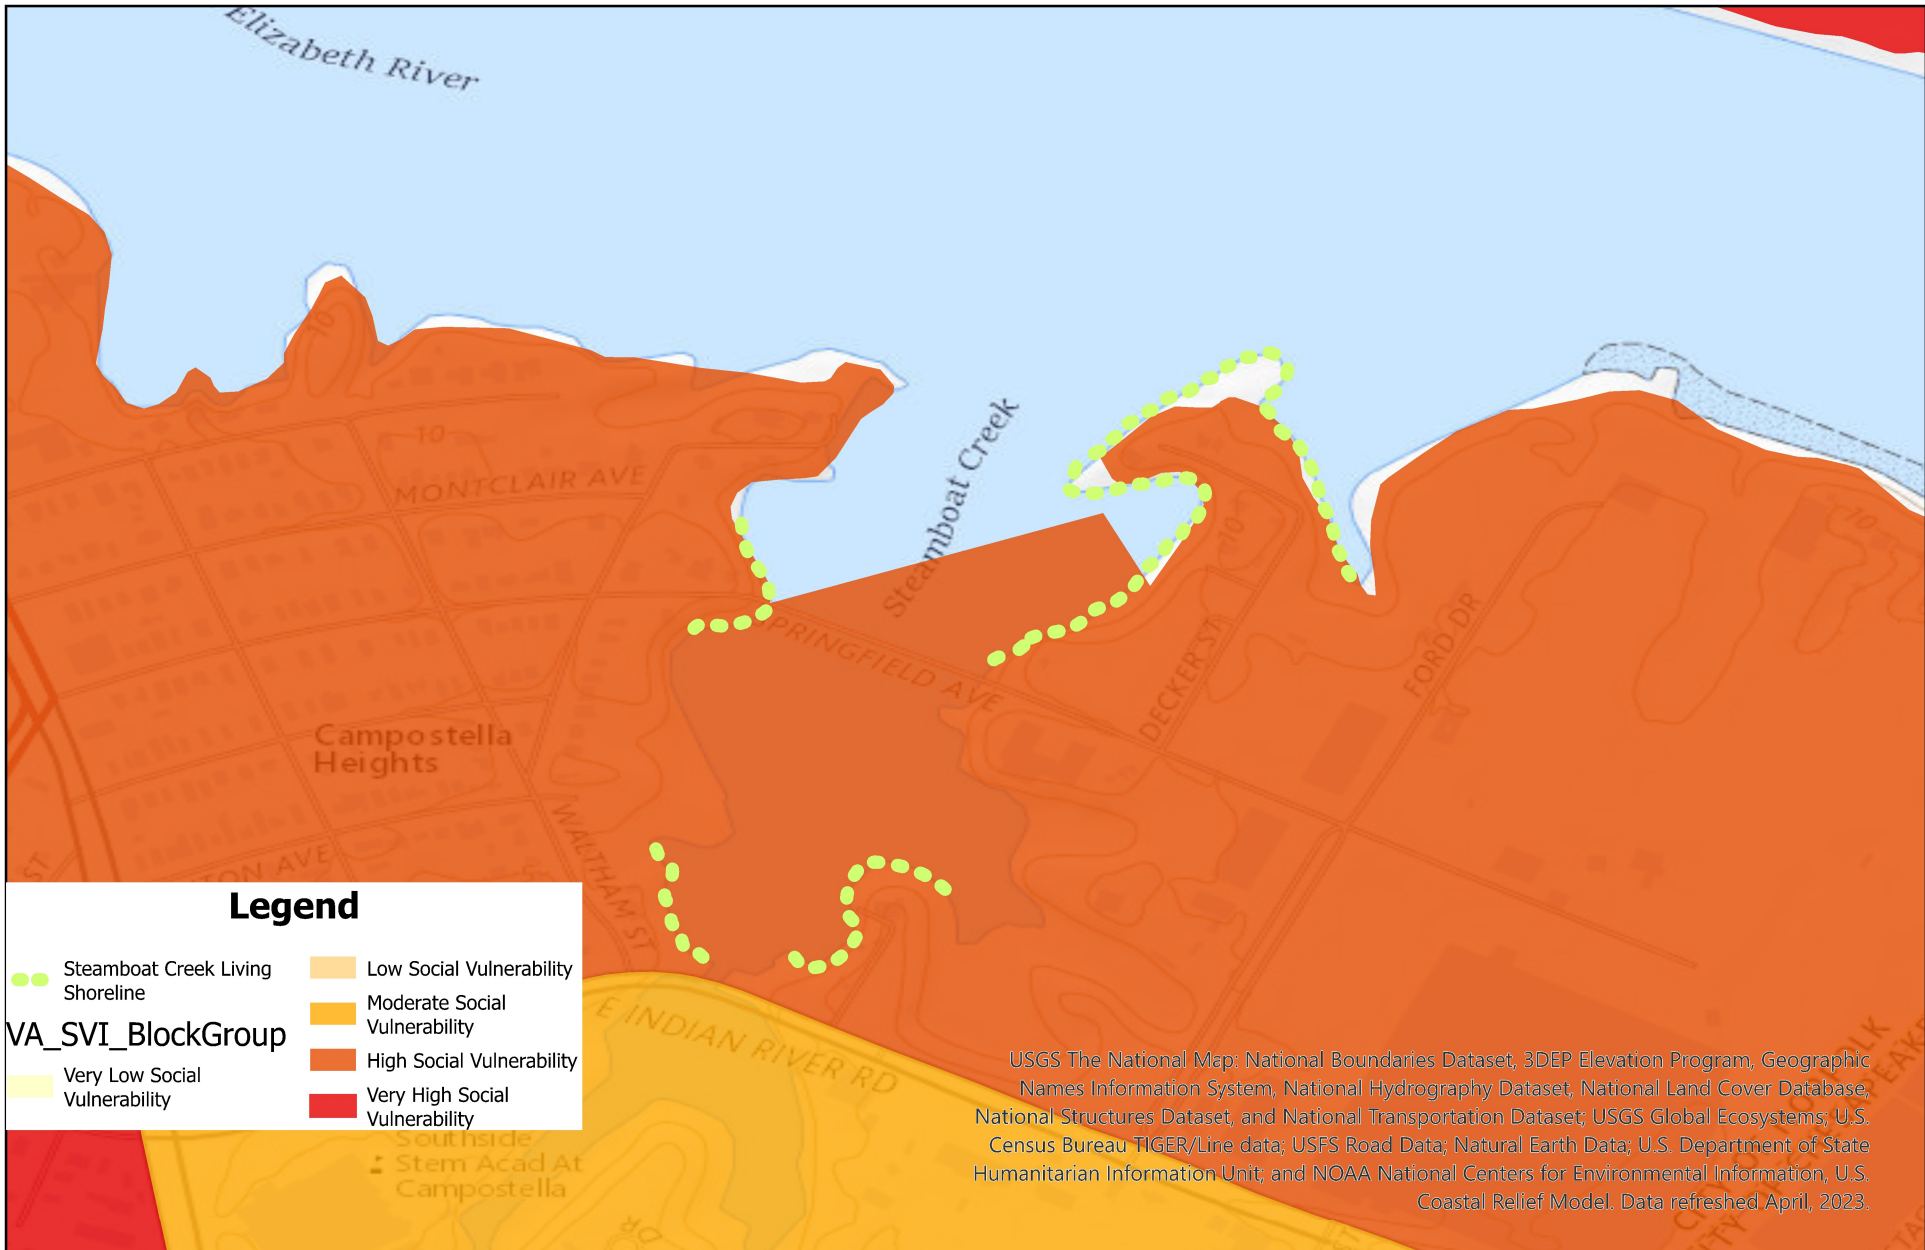 Elizabeth River
10
10
MONTCLAIR AVE
Steamboat Creek
10
10
SPRINGFIELD AVE
DECKER ST
FORD DR
Campostella
Heights
WALTHAM ST
ST
AVE
E INDIAN RIVER RD
Legend
Steamboat Creek Living
Shoreline
VA_SVI_BlockGroup
Very Low Social
Vulnerability
Low Social Vulnerability
Moderate Social
Vulnerability
High Social Vulnerability
Very High Social
Vulnerability
Southside
Stem Acad At
Campostella
DR
ST
USGS The National Map: National Boundaries Dataset, 3DEP Elevation Program, Geographic
Names Information System, National Hydrography Dataset, National Land Cover Database,
National Structures Dataset, and National Transportation Dataset; USGS Global Ecosystems; U.S.
Census Bureau TIGER/Line data; USFS Road Data; Natural Earth Data; U.S. Department of State
Humanitarian Information Unit; and NOAA National Centers for Environmental Information, U.S.
Coastal Relief Model. Data refreshed April, 2023.